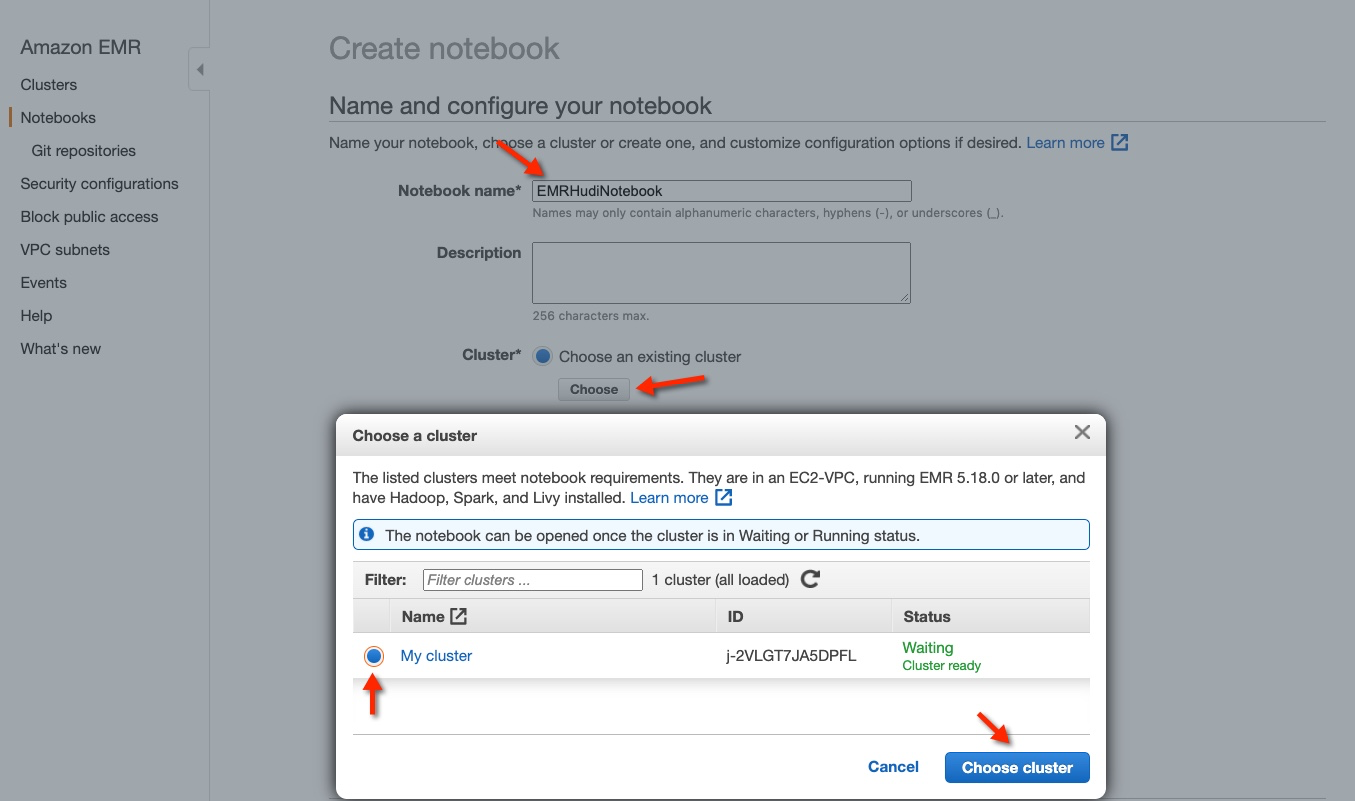 Amazon EMR
Clusters
Notebooks
Git repositories
Security configurations
Block public access
VPC subnets
Events
Help
What's new
Create notebook
Name and configure your notebook
Name your notebook, choose a cluster or create one, and customize configuration options if desired. Learn more
Notebook name* EMRHudiNotebook
Names may only contain alphanumeric characters, hyphens (-), or underscores (_).
Description
256 characters max.
Cluster* Choose an existing cluster
Choose
Choose a cluster
The listed clusters meet notebook requirements. They are in an EC2-VPC, running EMR 5.18.0 or later, and
have Hadoop, Spark, and Livy installed. Learn more
The notebook can be opened once the cluster is in Waiting or Running status.
Filter: Filter clusters ... 1 cluster (all loaded)
Name ID Status
My cluster j-2VLGT7JA5DPFL Waiting
Cluster ready
Cancel Choose cluster